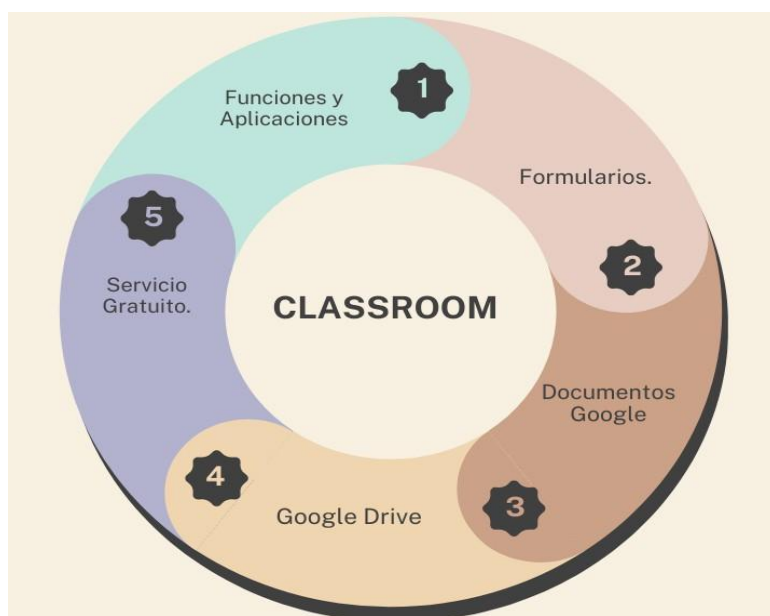 1
Funciones y
Aplicaciones
Formularios.
2
Documentos
Google
3
Google Drive
4
5
Servicio
Gratuito.
CLASSROOM